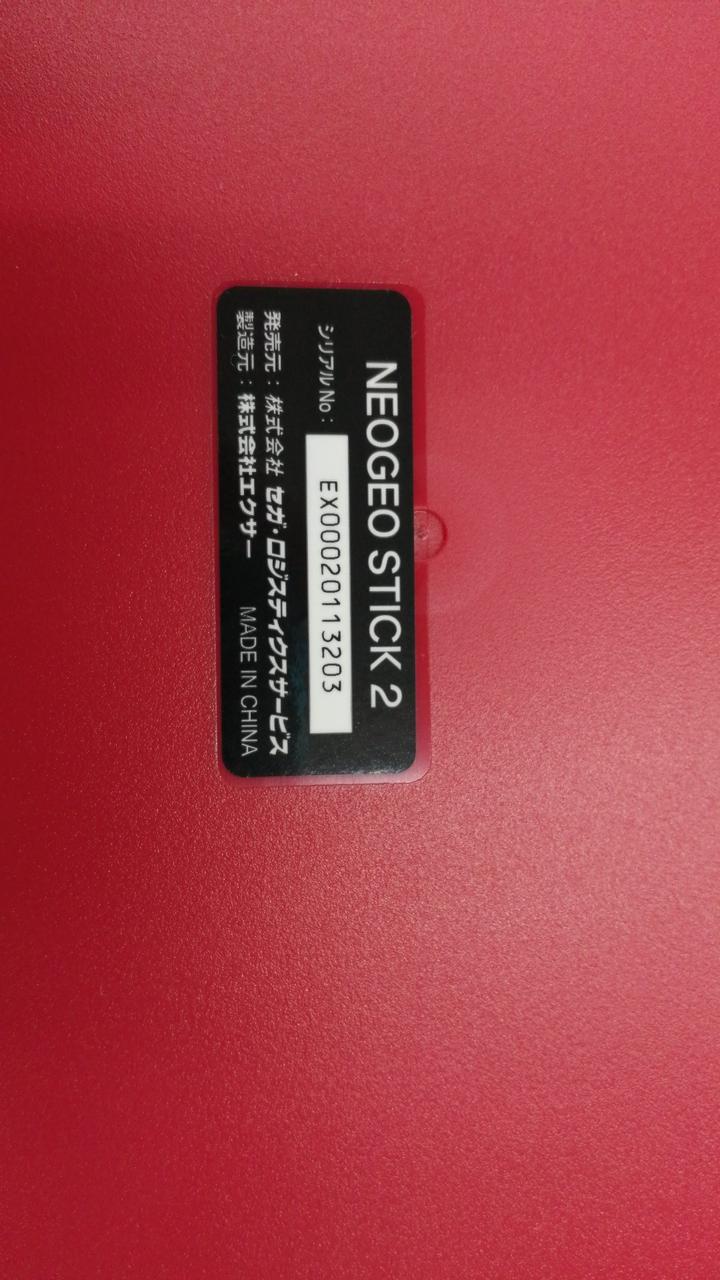 NEOGEO STICK 2
シリアルNo : EX00020113203
発売元 : 株式会社 セガ・ロジスティクスサービス
製造元 : 株式会社エクサー MADE IN CHINA